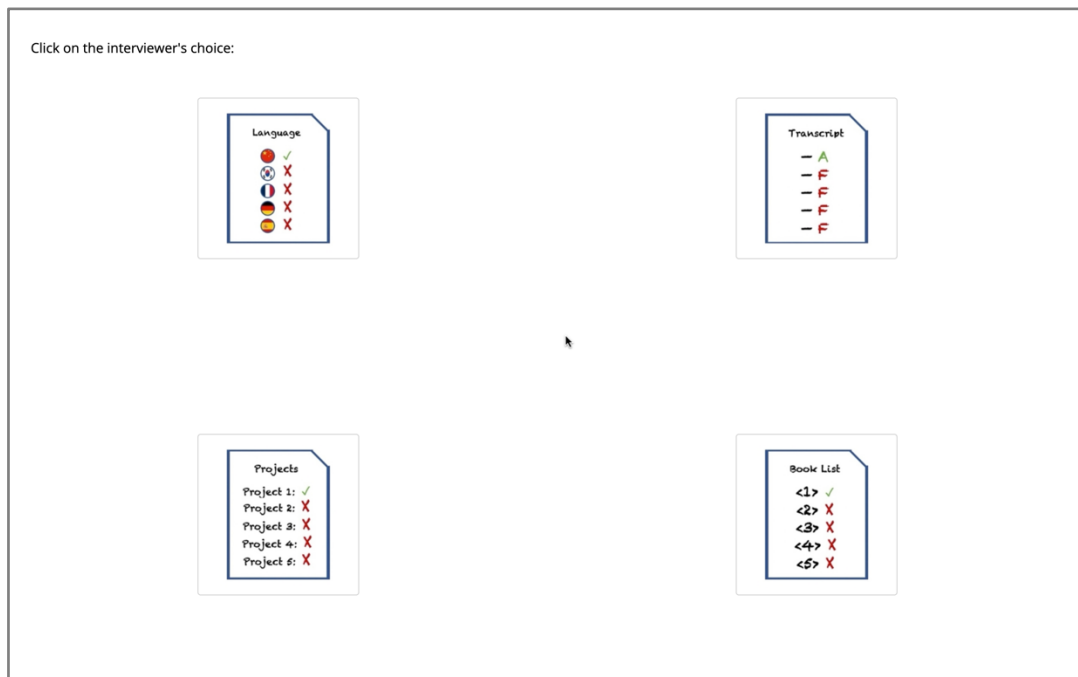 Click on the interviewer's choice:
Language
✓
X
X
X
X
Transcript
– A
– F
– F
– F
– F
Projects
Project 1: ✓
Project 2: X
Project 3: X
Project 4: X
Project 5: X
Book List
<1> ✓
<2> X
<3> X
<4> X
<5> X